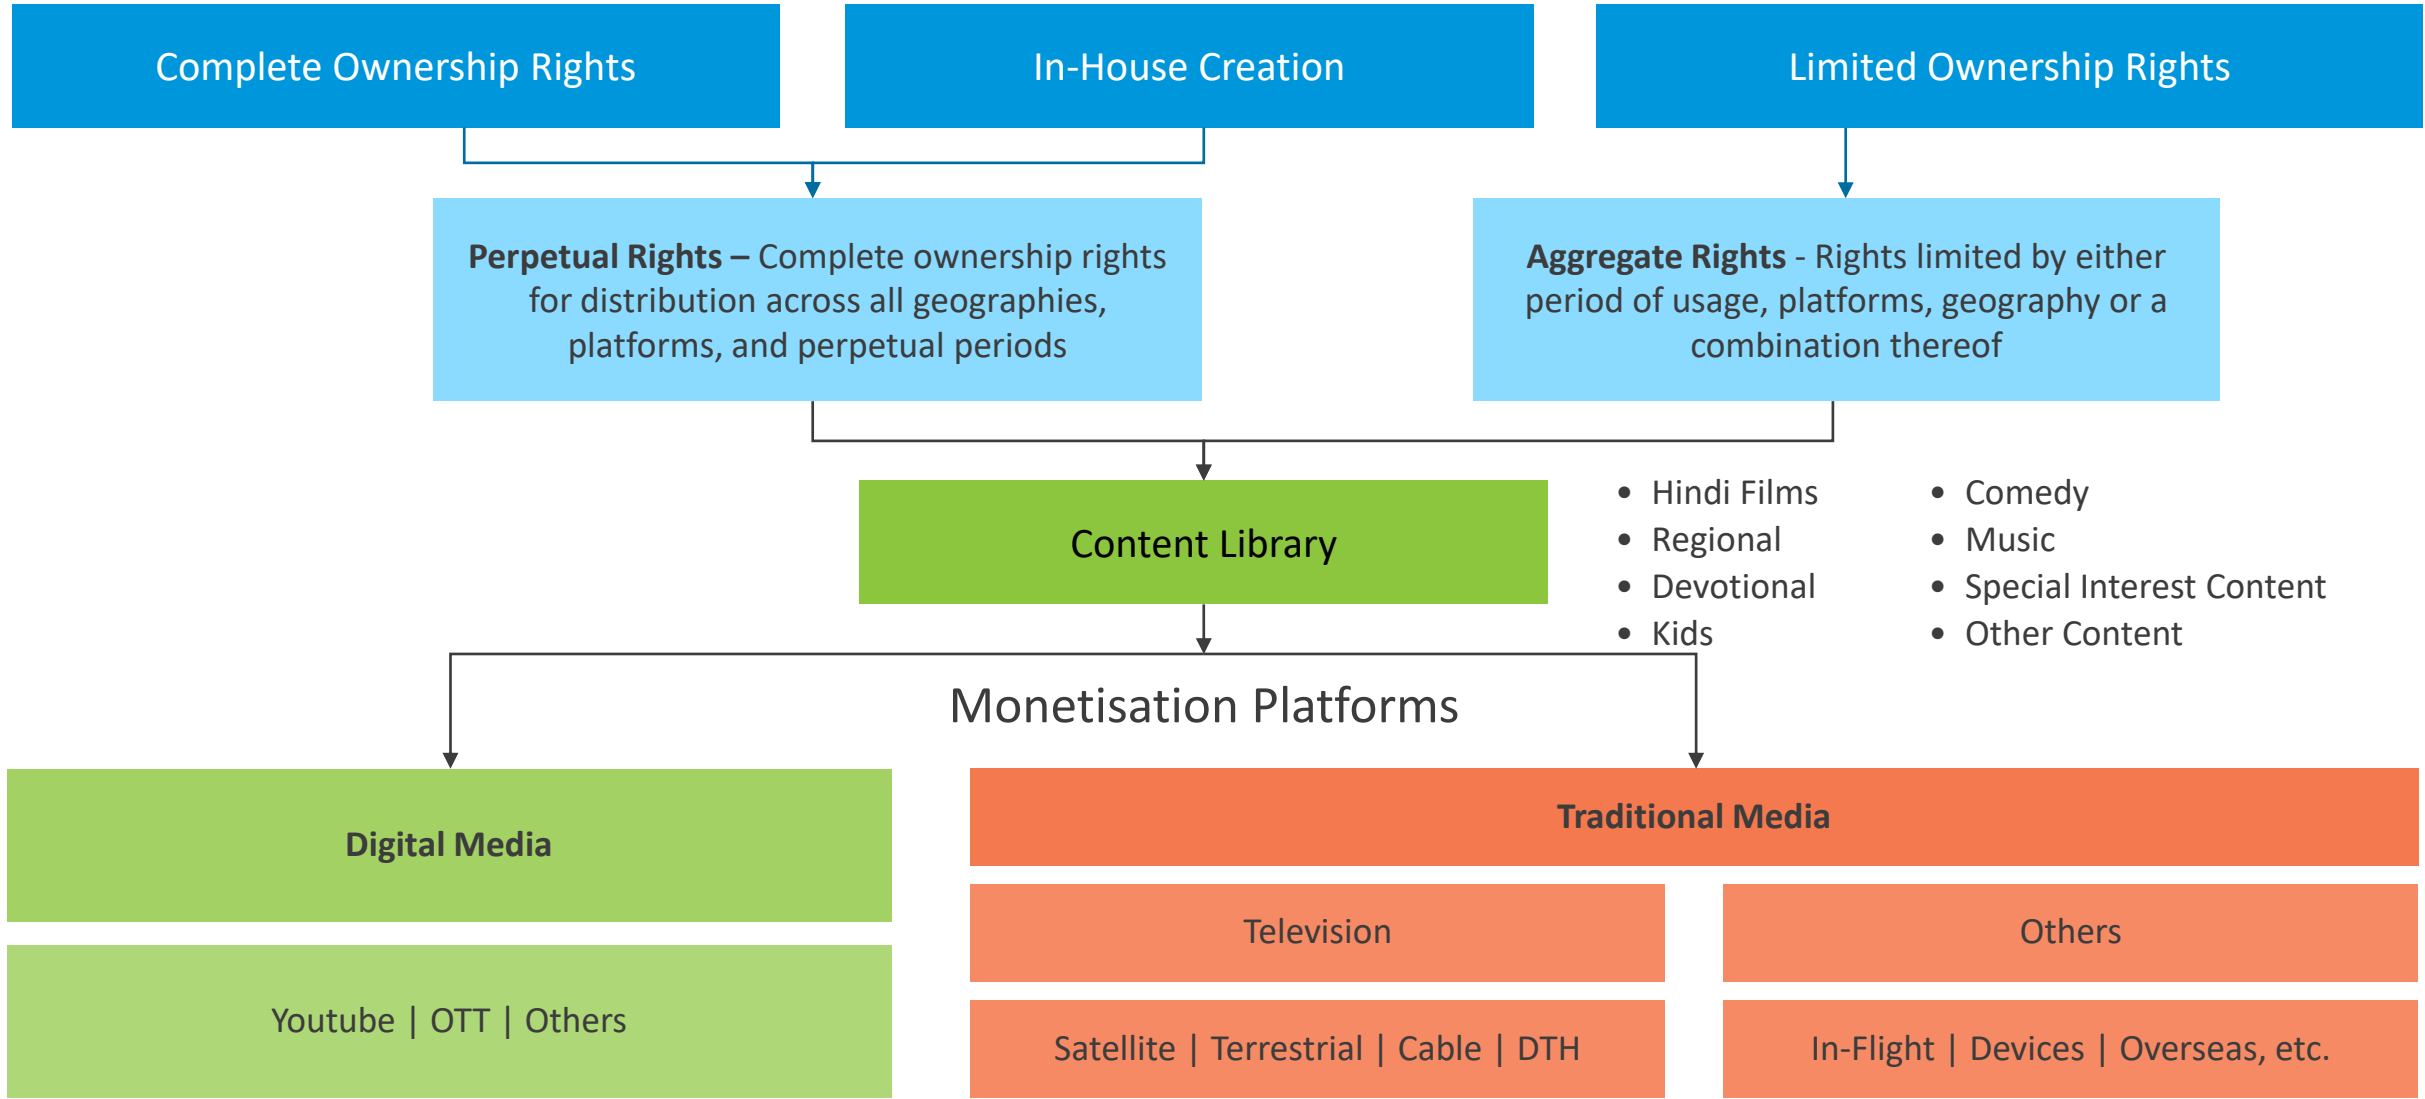 Complete Ownership Rights
In-House Creation
Limited Ownership Rights
Perpetual Rights – Complete ownership rights
for distribution across all geographies,
platforms, and perpetual periods
Aggregate Rights - Rights limited by either
period of usage, platforms, geography or a
combination thereof
Content Library
• Hindi Films
• Regional
• Devotional
• Kids
• Comedy
• Music
• Special Interest Content
• Other Content
Monetisation Platforms
Digital Media
Youtube | OTT | Others
Traditional Media
Television
Satellite | Terrestrial | Cable | DTH
Others
In-Flight | Devices | Overseas, etc.